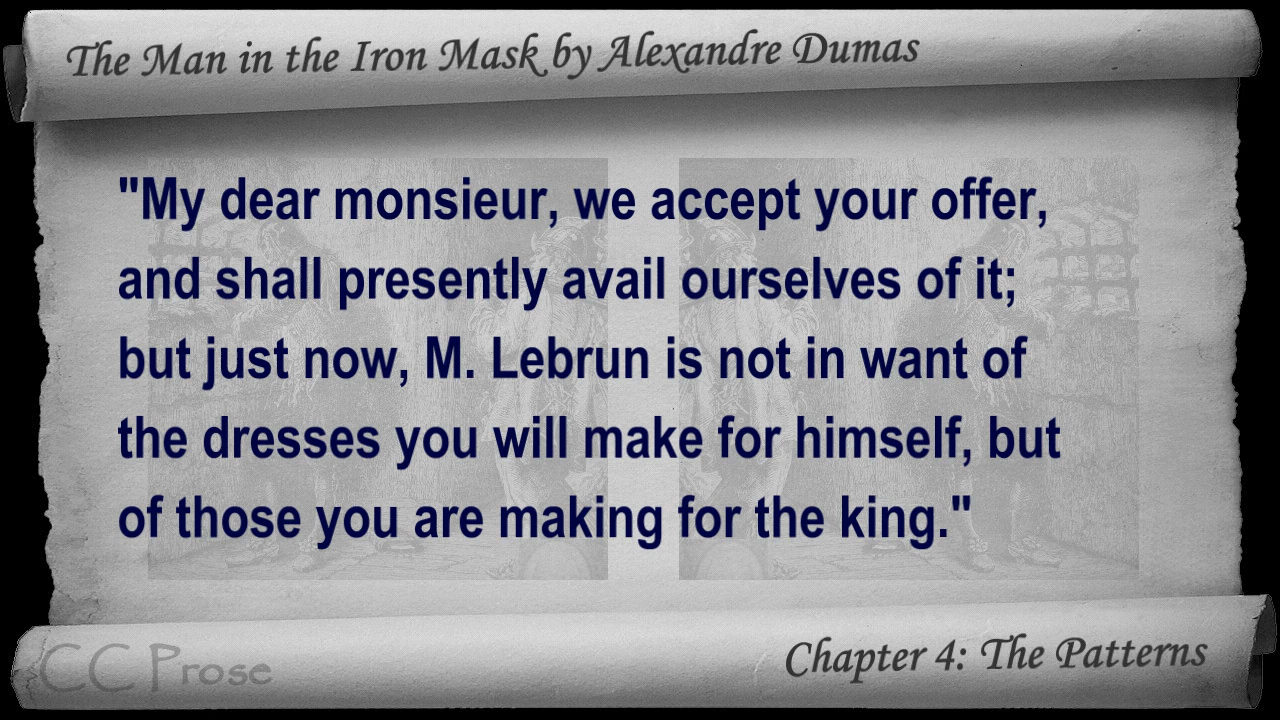 The Man in the Iron Mask by Alexandre Dumas
"My dear monsieur, we accept your offer,
and shall presently avail ourselves of it;
but just now, M. Lebrun is not in want of
the dresses you will make for himself, but
of those you are making for the king."
CC Prose
Chapter 4: The Patterns